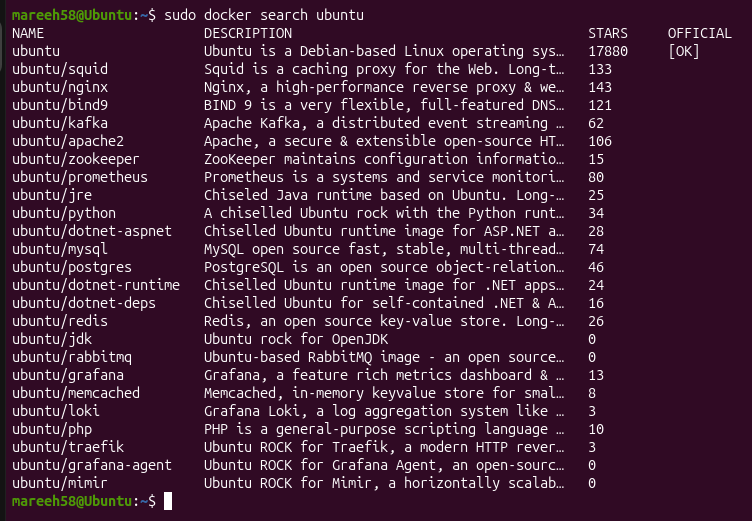 mareeh58@Ubuntu:~$ sudo docker search ubuntu
NAME DESCRIPTION STARS OFFICIAL
ubuntu Ubuntu is a Debian-based Linux operating sys… 17880 [OK]
ubuntu/squid Squid is a caching proxy for the Web. Long-t… 133
ubuntu/nginx Nginx, a high-performance reverse proxy & we… 143
ubuntu/bind9 BIND 9 is a very flexible, full-featured DNS… 121
ubuntu/kafka Apache Kafka, a distributed event streaming … 62
ubuntu/apache2 Apache, a secure & extensible open-source HT… 106
ubuntu/zookeeper ZooKeeper maintains configuration informatio… 15
ubuntu/prometheus Prometheus is a systems and service monitori… 80
ubuntu/jre Chiseled Java runtime based on Ubuntu. Long-… 25
ubuntu/python A chiselled Ubuntu rock with the Python runt… 34
ubuntu/dotnet-aspnet Chiselled Ubuntu runtime image for ASP.NET a… 28
ubuntu/mysql MySQL open source fast, stable, multi-thread… 74
ubuntu/postgres PostgreSQL is an open source object-relation… 46
ubuntu/dotnet-runtime Chiselled Ubuntu runtime image for .NET apps… 24
ubuntu/dotnet-deps Chiselled Ubuntu for self-contained .NET & A… 16
ubuntu/redis Redis, an open source key-value store. Long-… 26
ubuntu/jdk Ubuntu rock for OpenJDK 0
ubuntu/rabbitmq Ubuntu-based RabbitMQ image - an open source… 0
ubuntu/grafana Grafana, a feature rich metrics dashboard & … 13
ubuntu/memcached Memcached, in-memory keyvalue store for smal… 8
ubuntu/loki Grafana Loki, a log aggregation system like … 3
ubuntu/php PHP is a general-purpose scripting language … 10
ubuntu/traefik Ubuntu ROCK for Traefik, a modern HTTP rever… 3
ubuntu/grafana-agent Ubuntu ROCK for Grafana Agent, an open-sourc… 0
ubuntu/mimir Ubuntu ROCK for Mimir, a horizontally scalab… 0
mareeh58@Ubuntu:~$